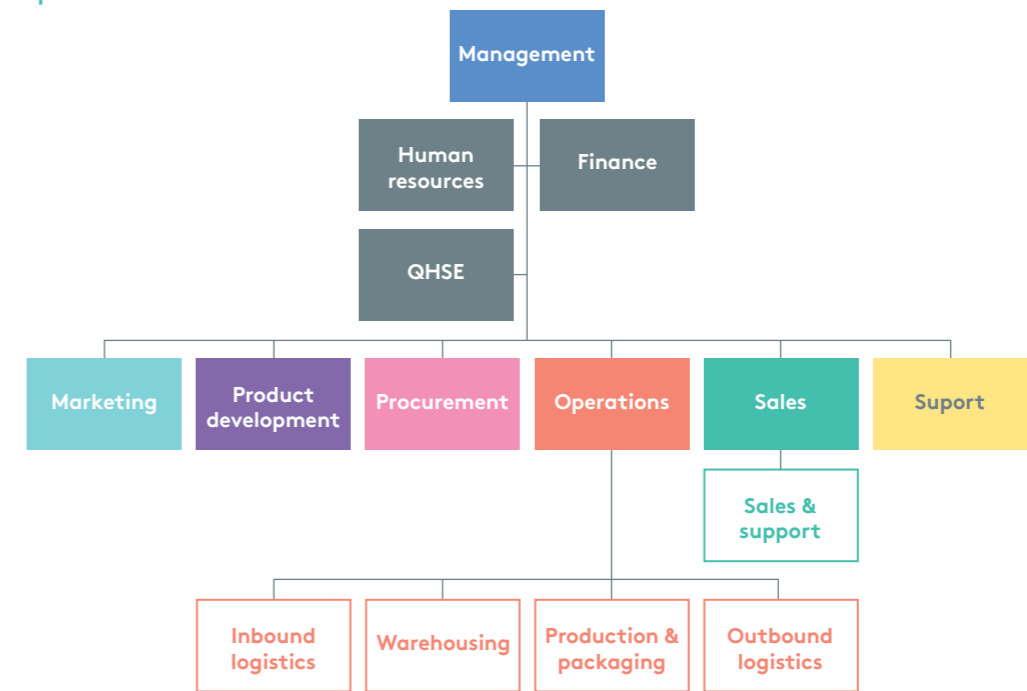 Management
Human
resources
Finance
QHSE
Marketing
Product
development
Procurement
Operations
Sales
Suport
Sales &
support
Inbound
logistics
Warehousing
Production &
packaging
Outbound
logistics